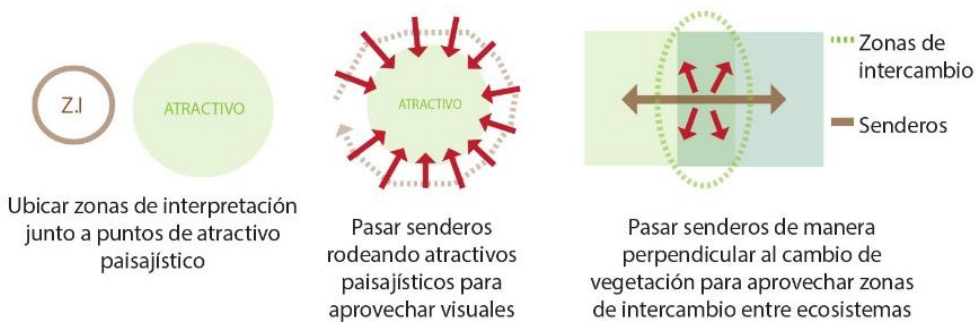 Z.I
ATRACTIVO
Ubicar zonas de interpretación
junto a puntos de atractivo
paisajístico
ATRACTIVO
Pasar senderos
rodeando atractivos
paisajísticos para
aprovechar visuales
Zonas de
intercambio
Senderos
Pasar senderos de manera
perpendicular al cambio de
vegetación para aprovechar zonas
de intercambio entre ecosistemas